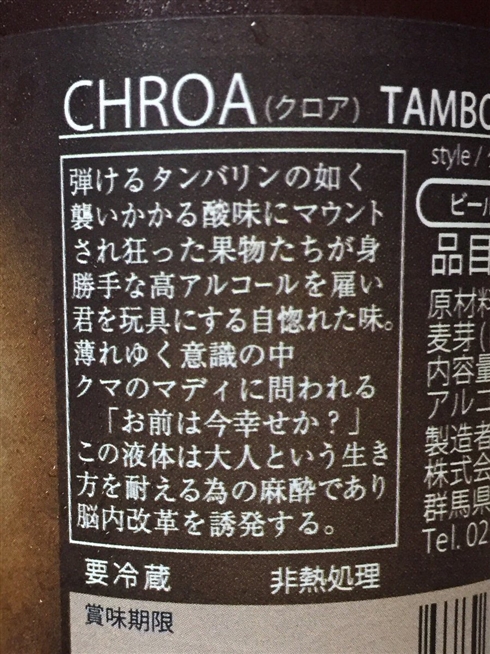 CHROA(クロア) TAMBO
弾けるタンバリンの如く
襲いかかる酸味にマウント
され狂った果物たちが身
勝手な高アルコールを雇い
君を玩具にする自惚れた味。
薄れゆく意識の中
クマのマディに問われる
「お前は今幸せか？」
この液体は大人という生き
方を耐える為の麻酔であり
脳内改革を誘発する。
要冷蔵 非熱処理
賞味期限
style /
ビール
品目
原材料
麦芽(
内容量
アルコ
製造者
株式会
群馬県
Tel. 02